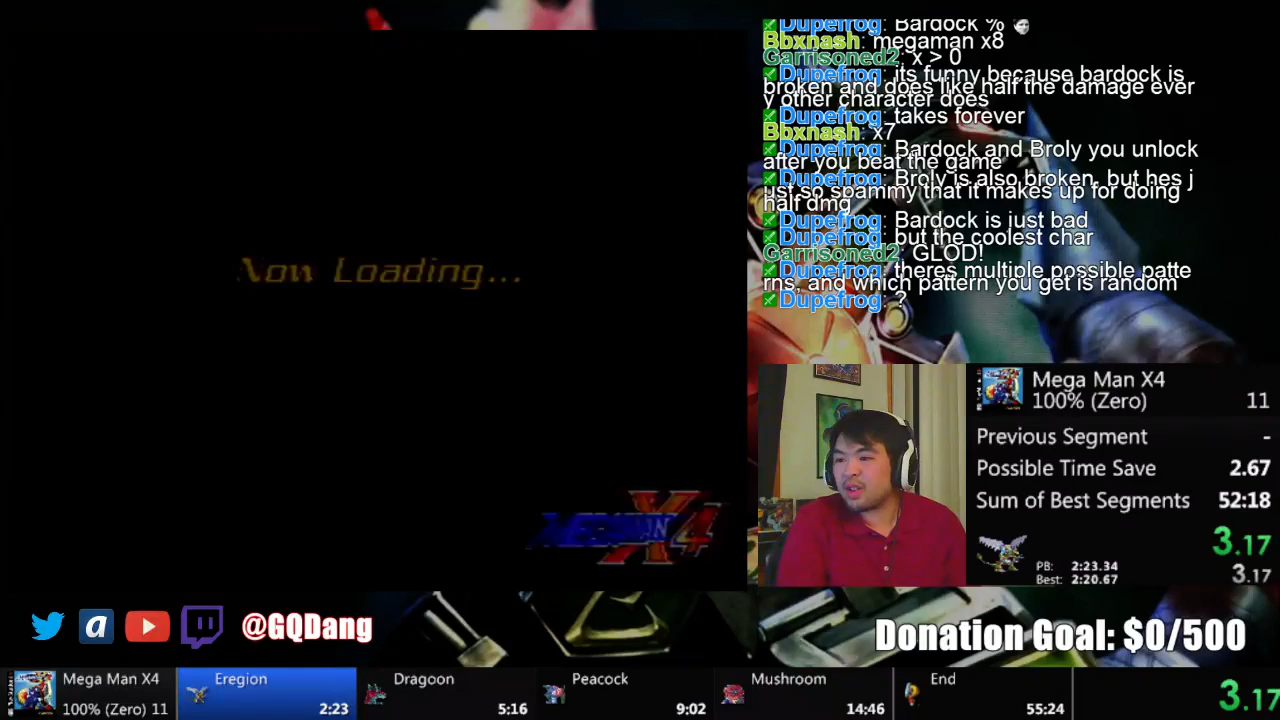 Dupefrog: Bardock %
Bbxnash: megaman x8
Garrisoned2: x > 0
Dupefrog: its funny because bardock is
broken and does like half the damage ever
y other character does
Dupefrog: takes forever
Bbxnash: x7
Dupefrog: Bardock and Broly you unlock
after you beat the game
Dupefrog: Broly is also broken, but hes j
ust so spammy that it makes up for doing
half dmg
Dupefrog: Bardock is just bad
Dupefrog: but the coolest char
Garrisoned2: GLOD!
Dupefrog: theres multiple possible patte
rns, and which pattern you get is random
Dupefrog: ?
Now Loading...
MEGAMAN X4
Mega Man X4
100% (Zero) 11
Previous Segment -
Possible Time Save 2.67
Sum of Best Segments 52:18
3.17
PB: 2:23.34
Best: 2:20.67
3.17
@GQDang
Donation Goal: $0/500
Mega Man X4
100% (Zero) 11
Eregion
2:23
Dragoon
5:16
Peacock
9:02
Mushroom
14:46
End
55:24
3.17